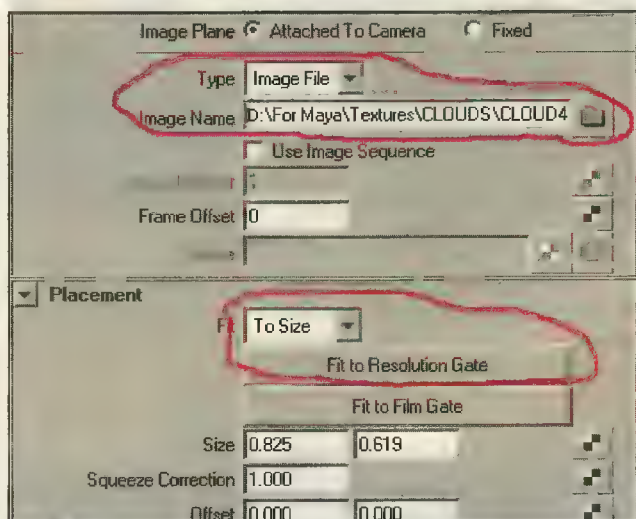 Image Plane Attached To Camera Fixed
Type Image File
Image Name D:\For Maya\Textures\CLOUDS\CLOUD4
Use Image Sequence
Frame Offset 0
Placement
Fit To Size
Fit to Resolution Gate
Fit to Film Gate
Size 0.825 0.619
Squeeze Correction 1.000
Offset 0.000 0.000